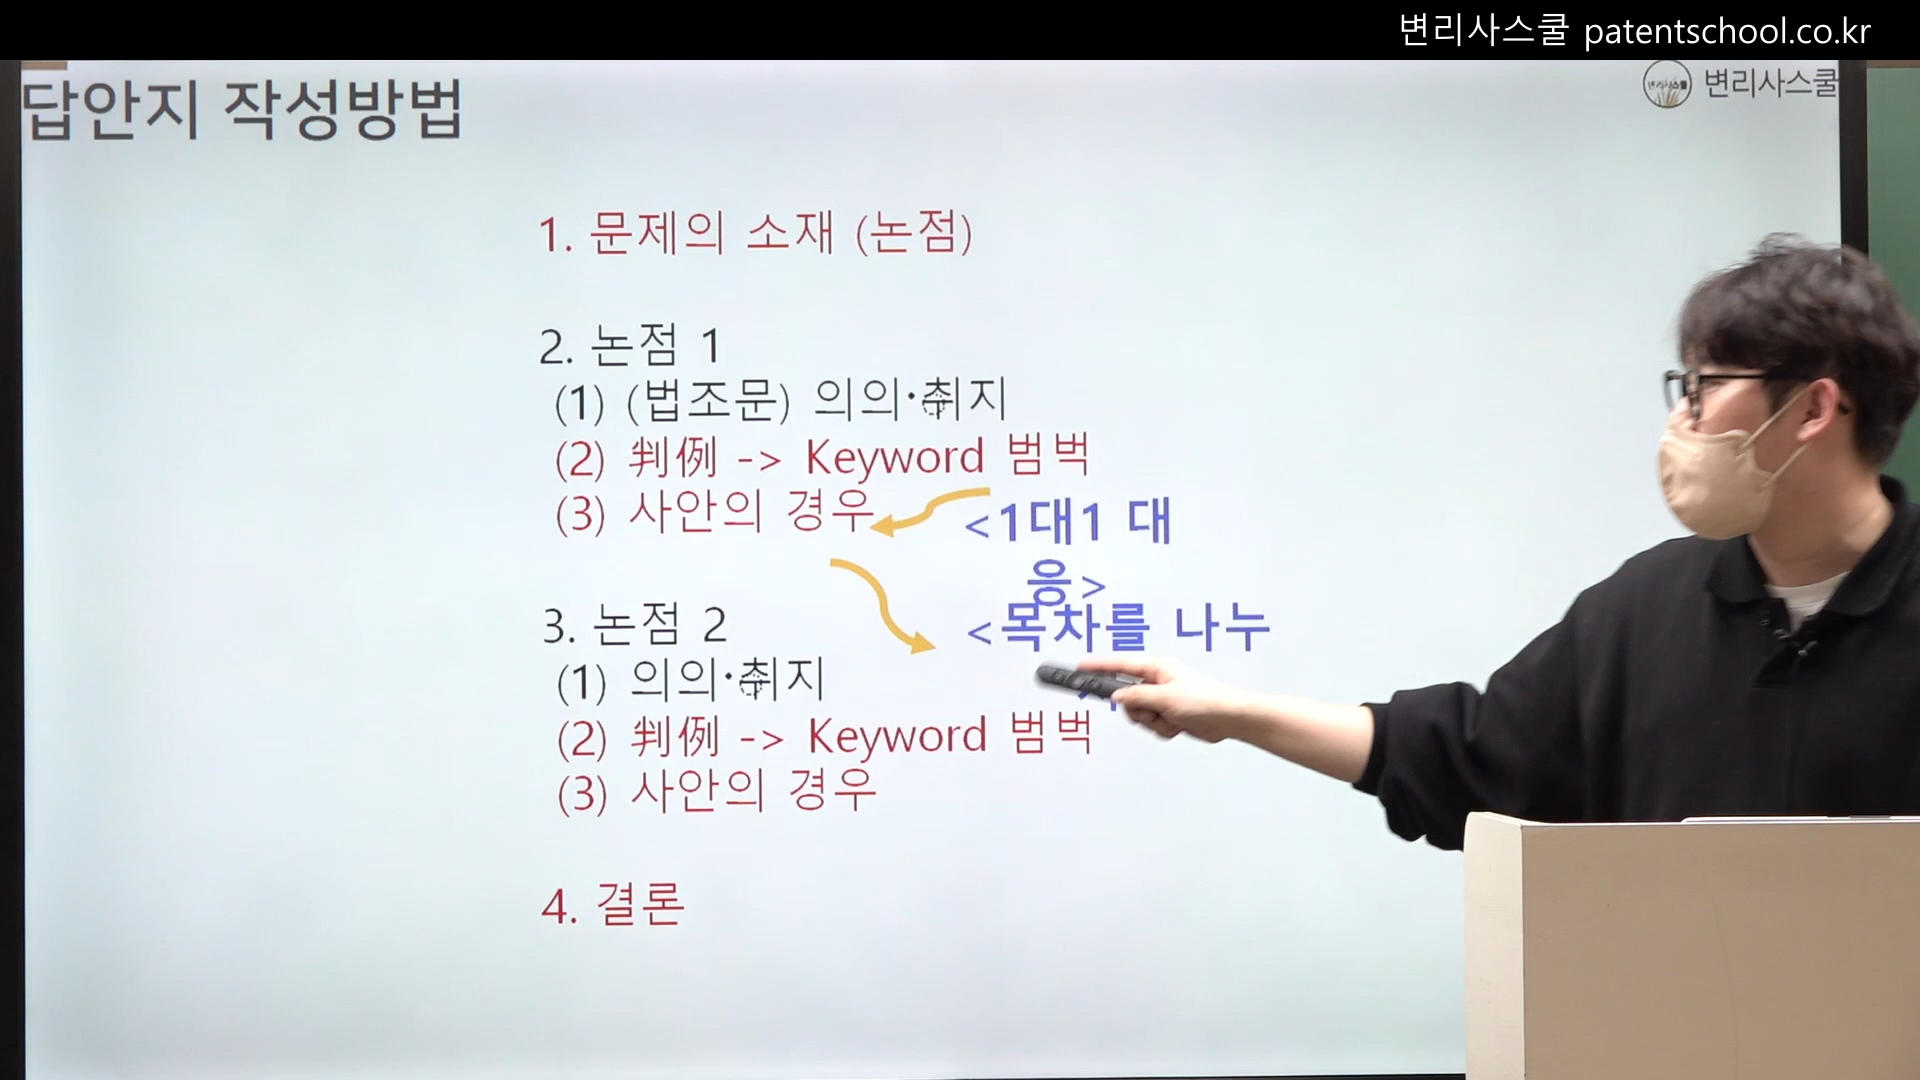 변리사스쿨 patentschool.co.kr
변리사스쿨
답안지 작성방법
1. 문제의 소재 (논점)
2. 논점 1
(1) (법조문) 의의·취지
(2) 判例 -> Keyword 범벅
(3) 사안의 경우
<1대1 대
응>
3. 논점 2
<목차를 나누
(1) 의의·취지
(2) 判例 -> Keyword 범벅
(3) 사안의 경우
4. 결론